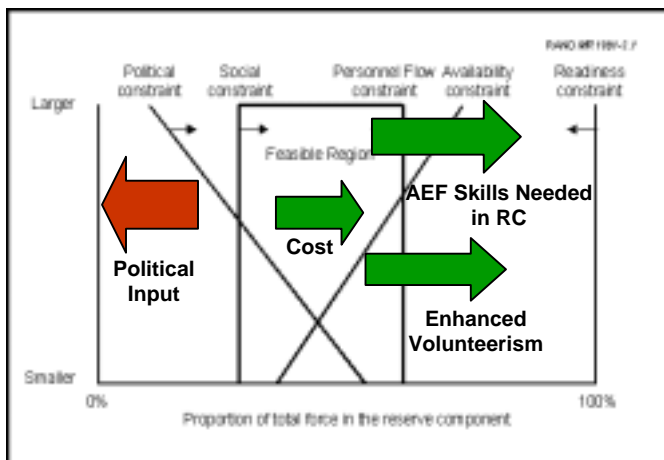 RAND MR1091-2.7
Political
constraint
Social
constraint
Personnel Flow
constraint
Availability
constraint
Readiness
constraint
Larger
Feasible Region
AEF Skills Needed
in RC
Cost
Political
Input
Enhanced
Volunteerism
Smaller
0%
100%
Proportion of total force in the reserve component